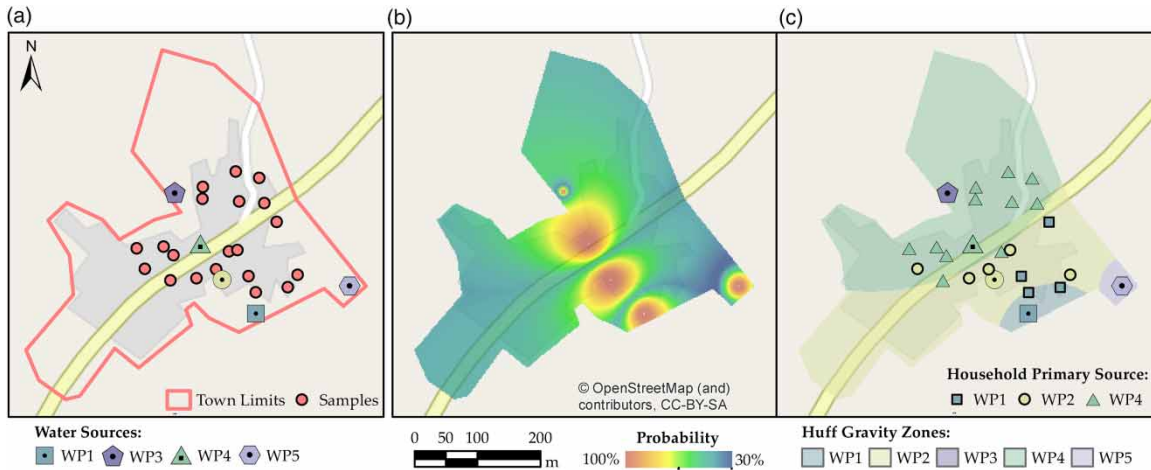 (a)
(b)
(c)
N
Town Limits
Samples
© OpenStreetMap (and)
contributors, CC-BY-SA
Household Primary Source:
WP1 WP2 WP4
Water Sources:
WP1 WP3 WP4 WP5
0 50 100 200
m
Probability
100% 30%
Huff Gravity Zones:
WP1 WP2 WP3 WP4 WP5